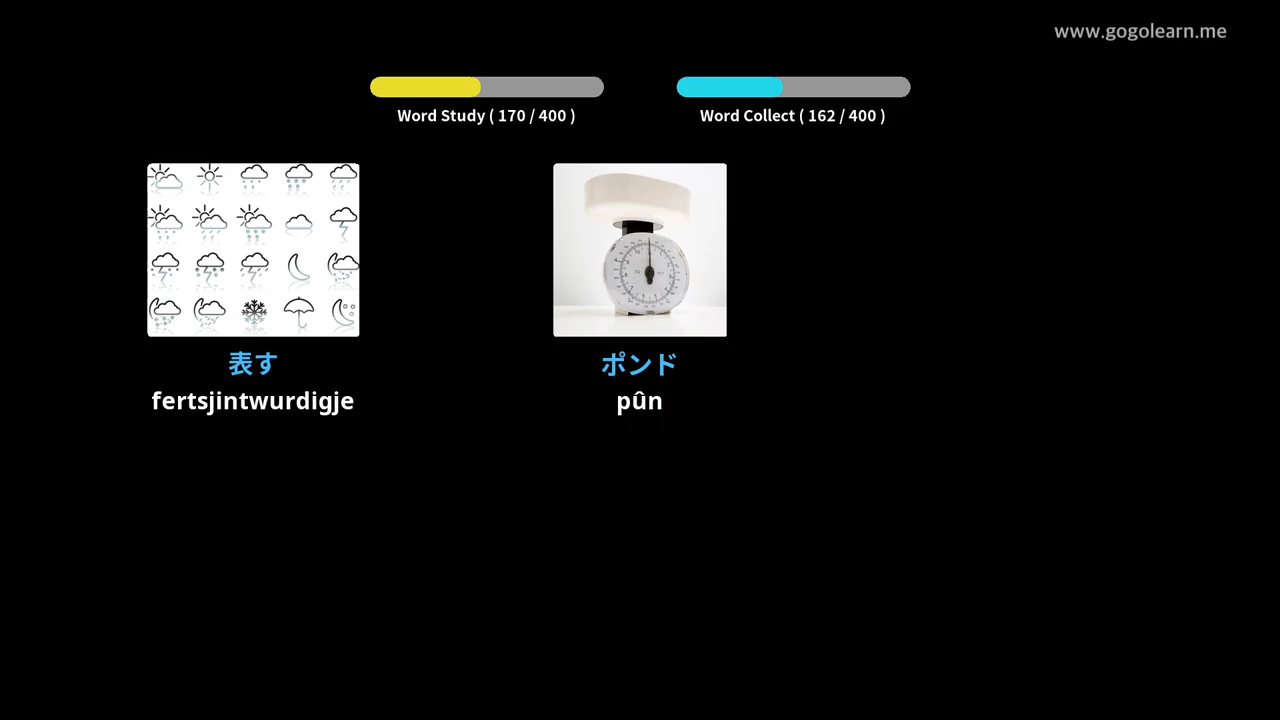 www.gogolearn.me
Word Study ( 170 / 400 )
Word Collect ( 162 / 400 )
表す
fertsjintwurdigje
ポンド
pûn